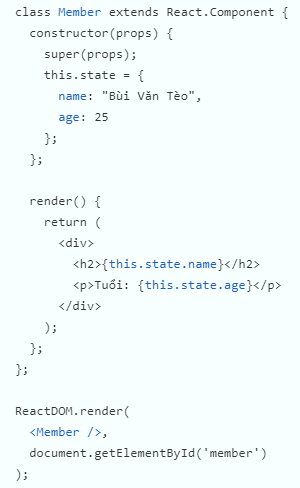 class Member extends React.Component {
  constructor(props) {
    super(props);
    this.state = {
      name: "Bùi Văn Tèo",
      age: 25
    };
  };

  render() {
    return (
      <div>
        <h2>{this.state.name}</h2>
        <p>Tuổi: {this.state.age}</p>
      </div>
    );
  };
};

ReactDOM.render(
  <Member />,
  document.getElementById('member')
);